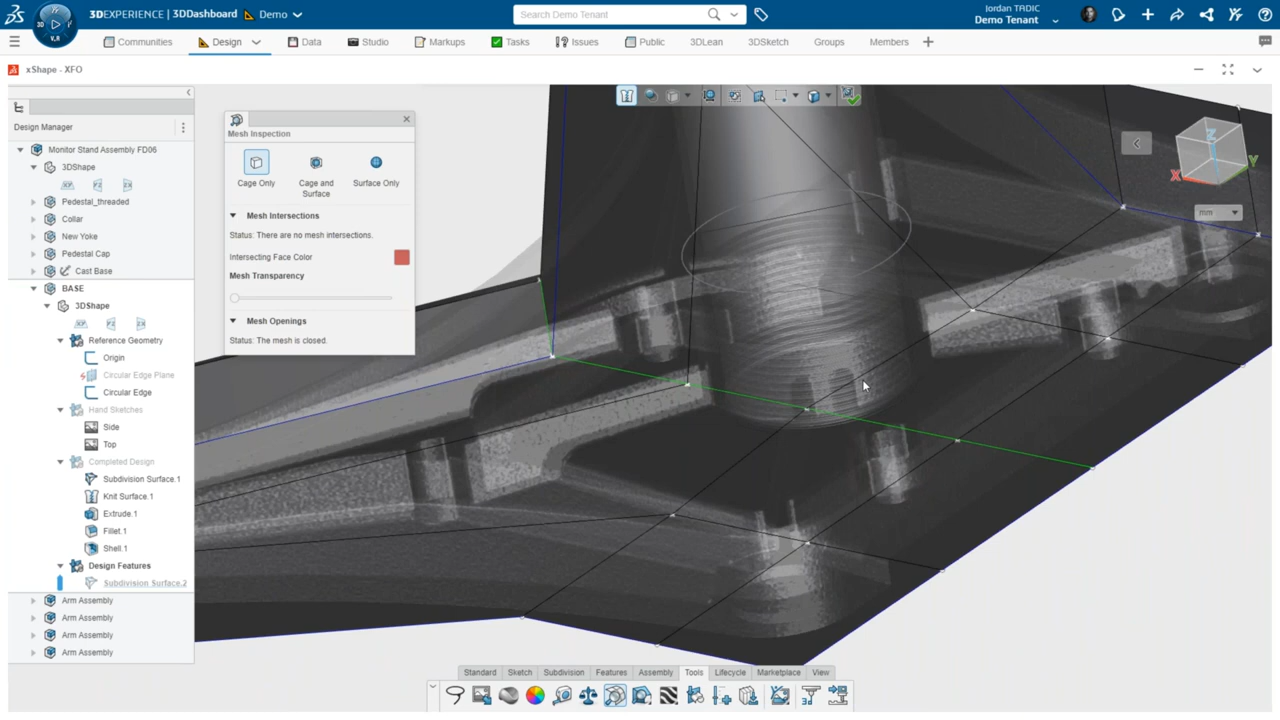 3DEXPERIENCE | 3DDashboard Demo
Search Demo Tenant
Jordan TADIC
Demo Tenant
3D
V.R
Communities
Design
Data
Studio
Markups
Tasks
Issues
Public
3DLean
3DSketch
Groups
Members
xShape - XFO
Design Manager
Monitor Stand Assembly FD06
3DShape
Pedestal_threaded
Collar
New Yoke
Pedestal Cap
Cast Base
BASE
3DShape
Reference Geometry
Origin
Circular Edge Plane
Circular Edge
Hand Sketches
Side
Top
Completed Design
Subdivision Surface.1
Knit Surface.1
Extrude.1
Fillet.1
Shell.1
Design Features
Subdivision Surface.2
Arm Assembly
Arm Assembly
Arm Assembly
Arm Assembly
Mesh Inspection
Cage Only
Cage and Surface
Surface Only
Mesh Intersections
Status: There are no mesh intersections.
Intersecting Face Color
Mesh Transparency
Mesh Openings
Status: The mesh is closed.
Z
X
Y
mm
Standard
Sketch
Subdivision
Features
Assembly
Tools
Lifecycle
Marketplace
View